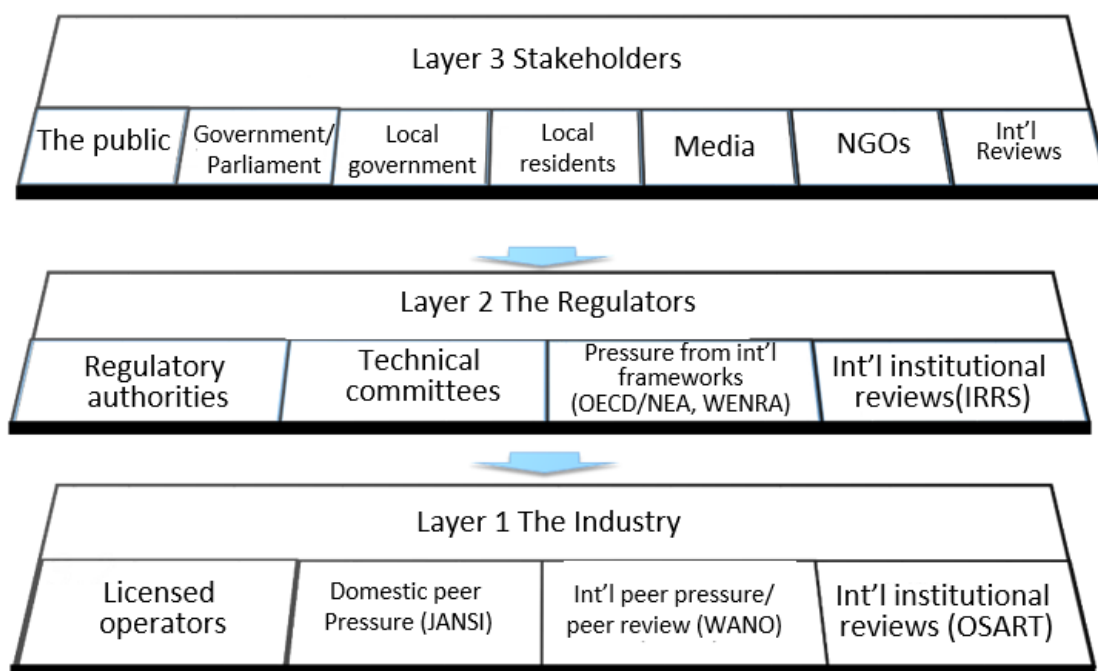 Layer 3 Stakeholders
The public
Government/
Parliament
Local
government
Local
residents
Media
NGOs
Int'l
Reviews
Layer 2 The Regulators
Regulatory
authorities
Technical
committees
Pressure from int'l
frameworks
(OECD/NEA, WENRA)
Int'l institutional
reviews(IRRS)
Layer 1 The Industry
Licensed
operators
Domestic peer
Pressure (JANSI)
Int'l peer pressure/
peer review (WANO)
Int'l institutional
reviews (OSART)